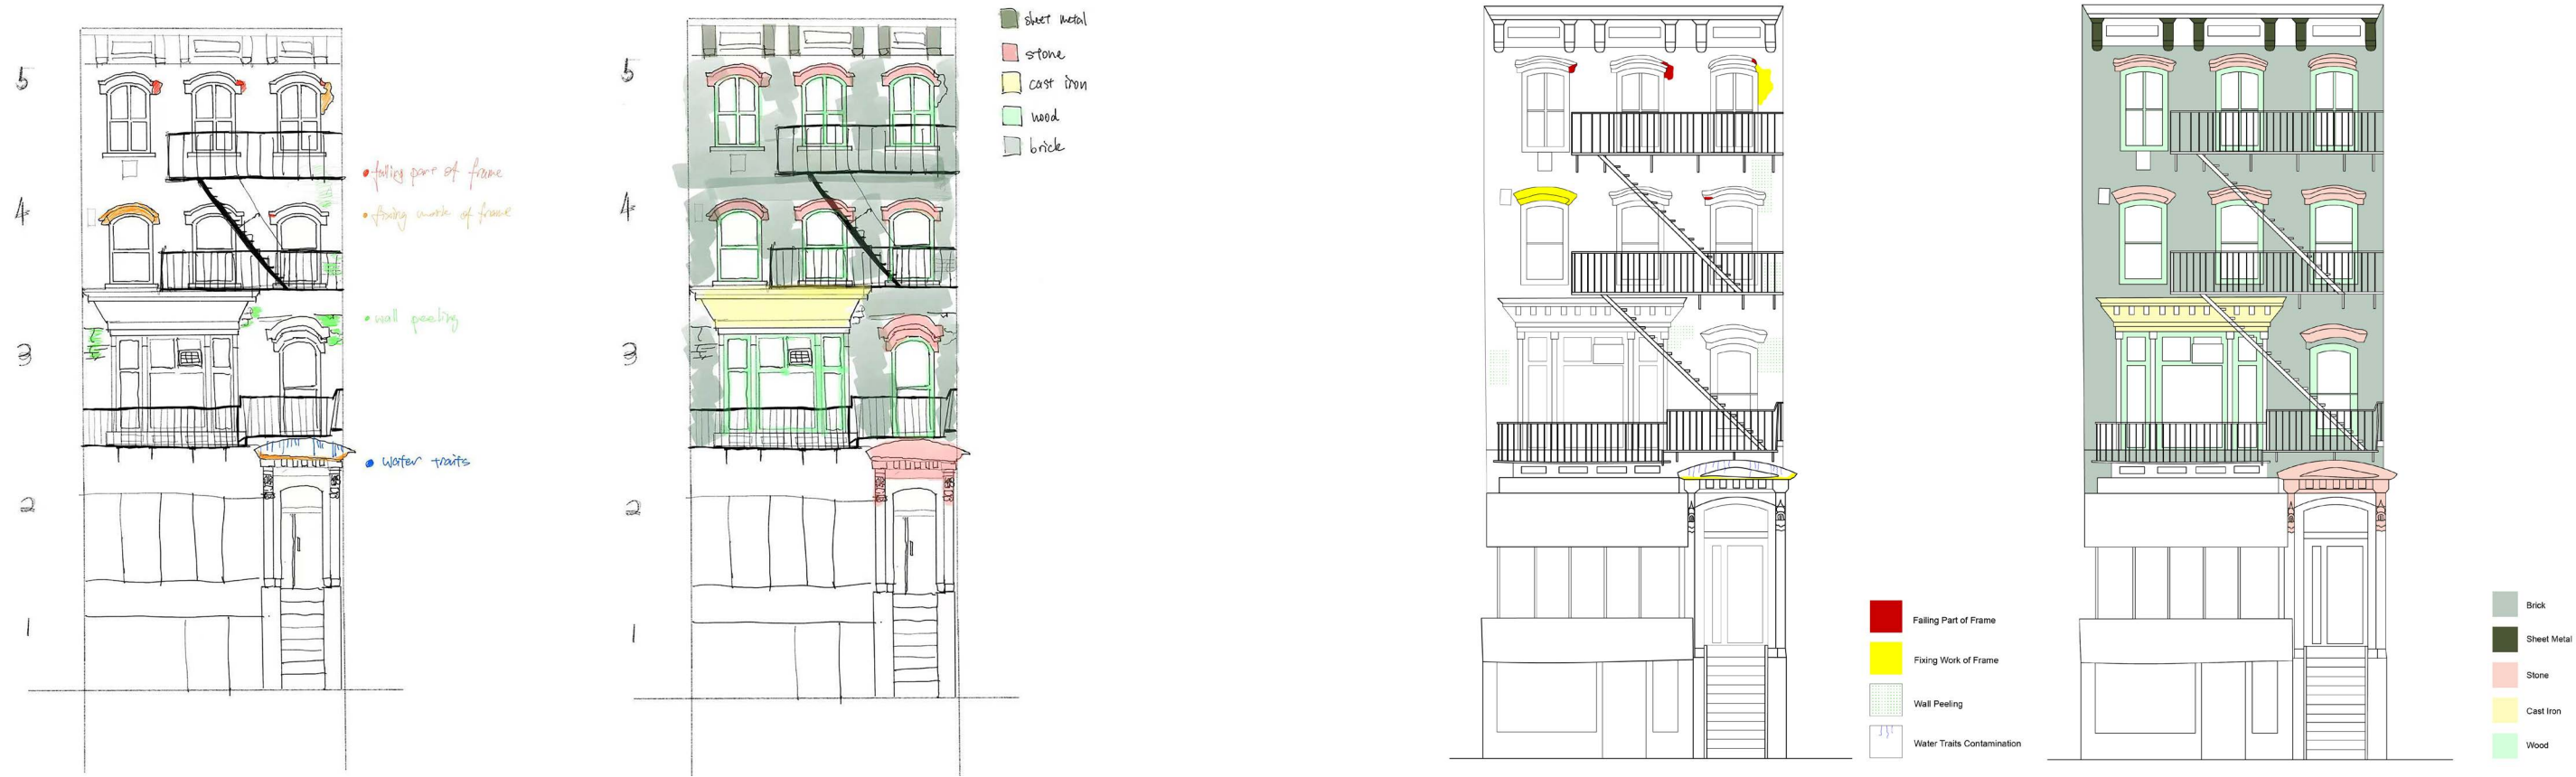 5
4
3
2
1
• falling part of frame
• fixing work of frame
• wall peeling
• water traits
5
4
3
2
1
sheet metal
stone
cast iron
wood
brick
Failing Part of Frame
Fixing Work of Frame
Wall Peeling
Water Traits Contamination
Brick
Sheet Metal
Stone
Cast Iron
Wood